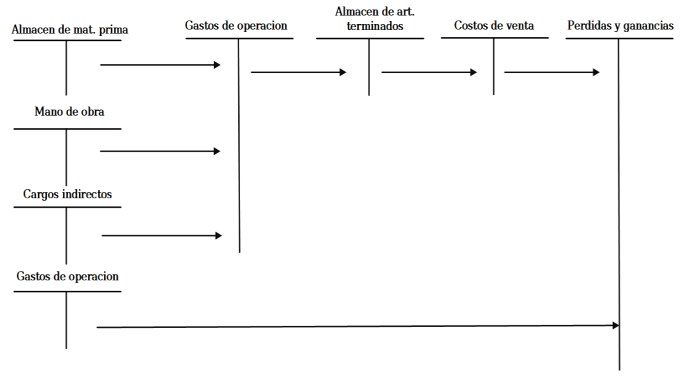 Almacen de mat. prima
Gastos de operacion
Almacen de art.
terminados
Costos de venta
Perdidas y ganancias
Mano de obra
Cargos indirectos
Gastos de operacion